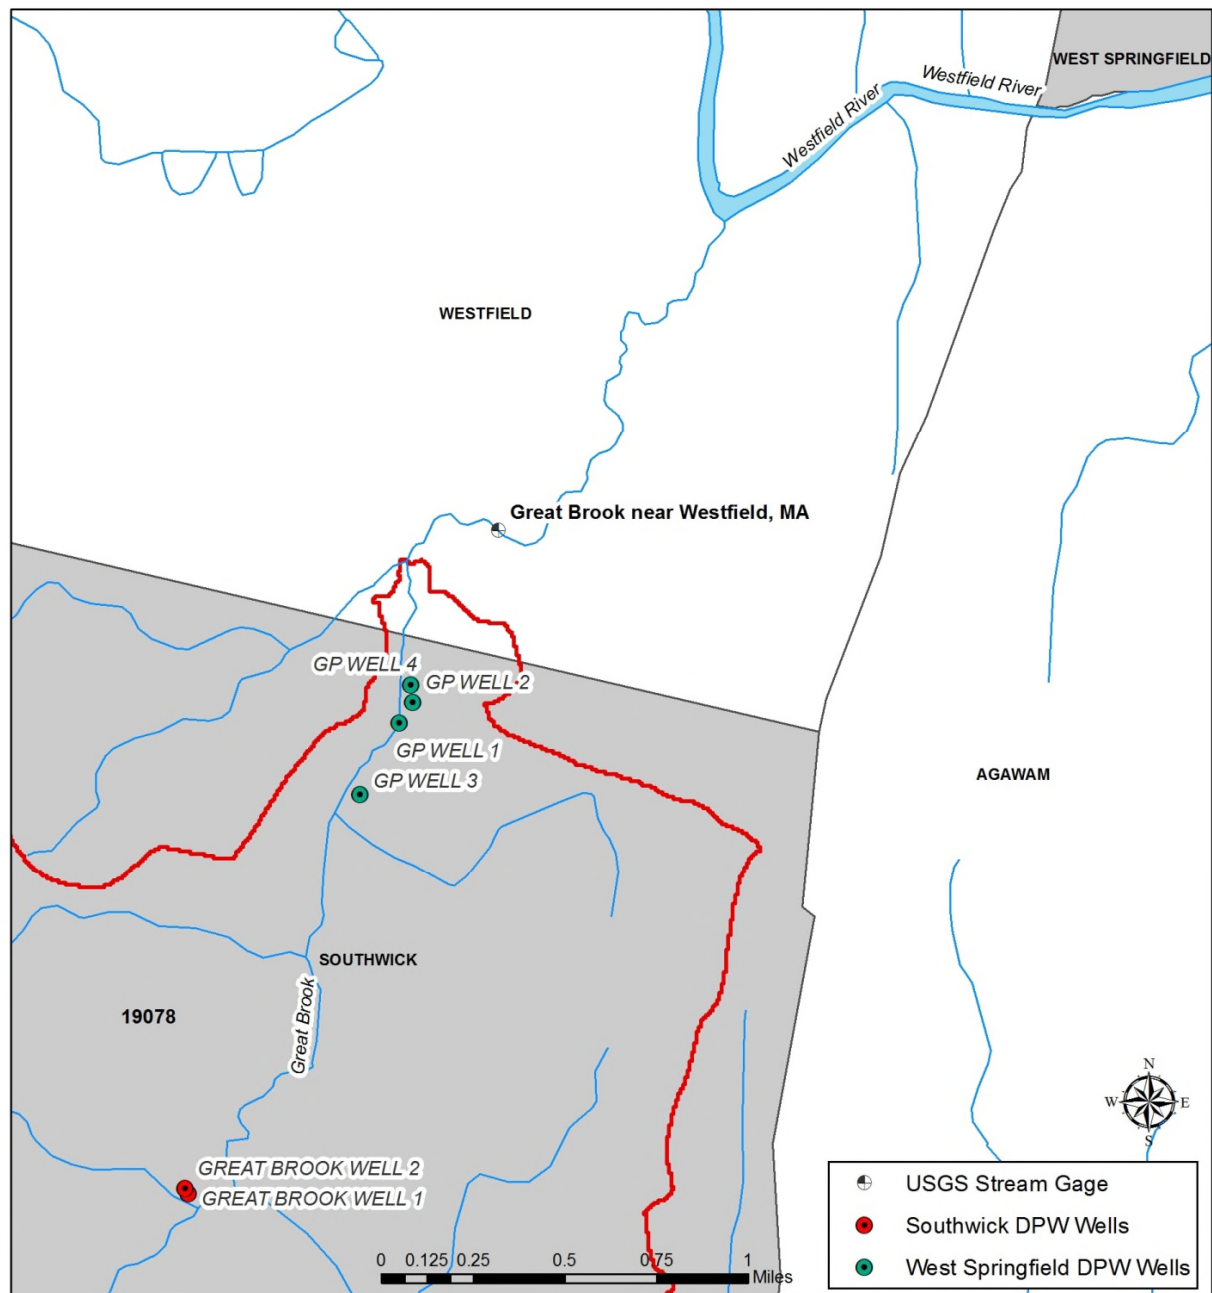 WEST SPRINGFIELD
Westfield River
Westfield River
WESTFIELD
Great Brook near Westfield, MA
GP WELL 4
GP WELL 2
GP WELL 1
GP WELL 3
AGAWAM
SOUTHWICK
Great Brook
19078
N
W
E
S
GREAT BROOK WELL 2
GREAT BROOK WELL 1
USGS Stream Gage
Southwick DPW Wells
West Springfield DPW Wells
0 0.125 0.25 0.5 0.75 1
Miles